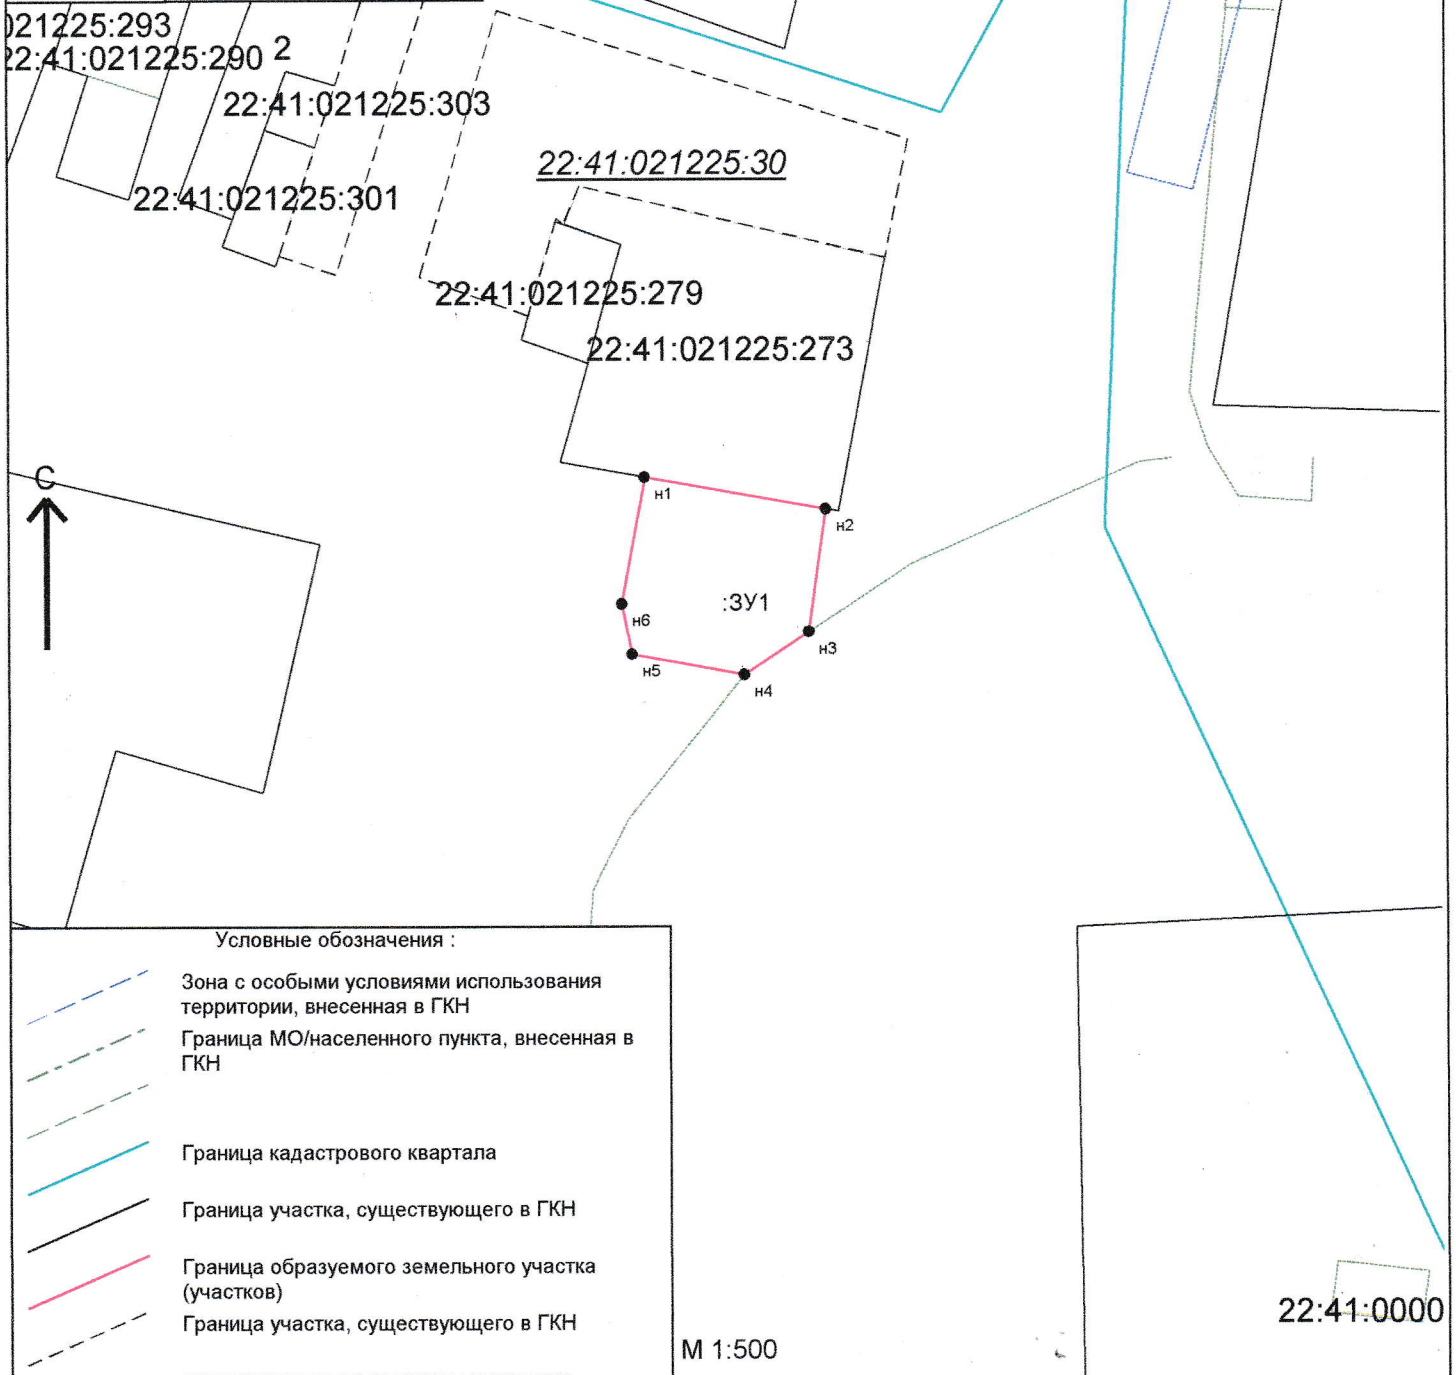 021225:293
22:41:021225:290 2
22:41:021225:303
22:41:021225:30
22:41:021225:301
22:41:021225:279
22:41:021225:273
С
н1
н2
:ЗУ1
н6
н3
н5
н4
Условные обозначения :
Зона с особыми условиями использования
территории, внесенная в ГКН
Граница МО/населенного пункта, внесенная в
ГКН
Граница кадастрового квартала
Граница участка, существующего в ГКН
Граница образуемого земельного участка
(участков)
Граница участка, существующего в ГКН
М 1:500
22:41:0000